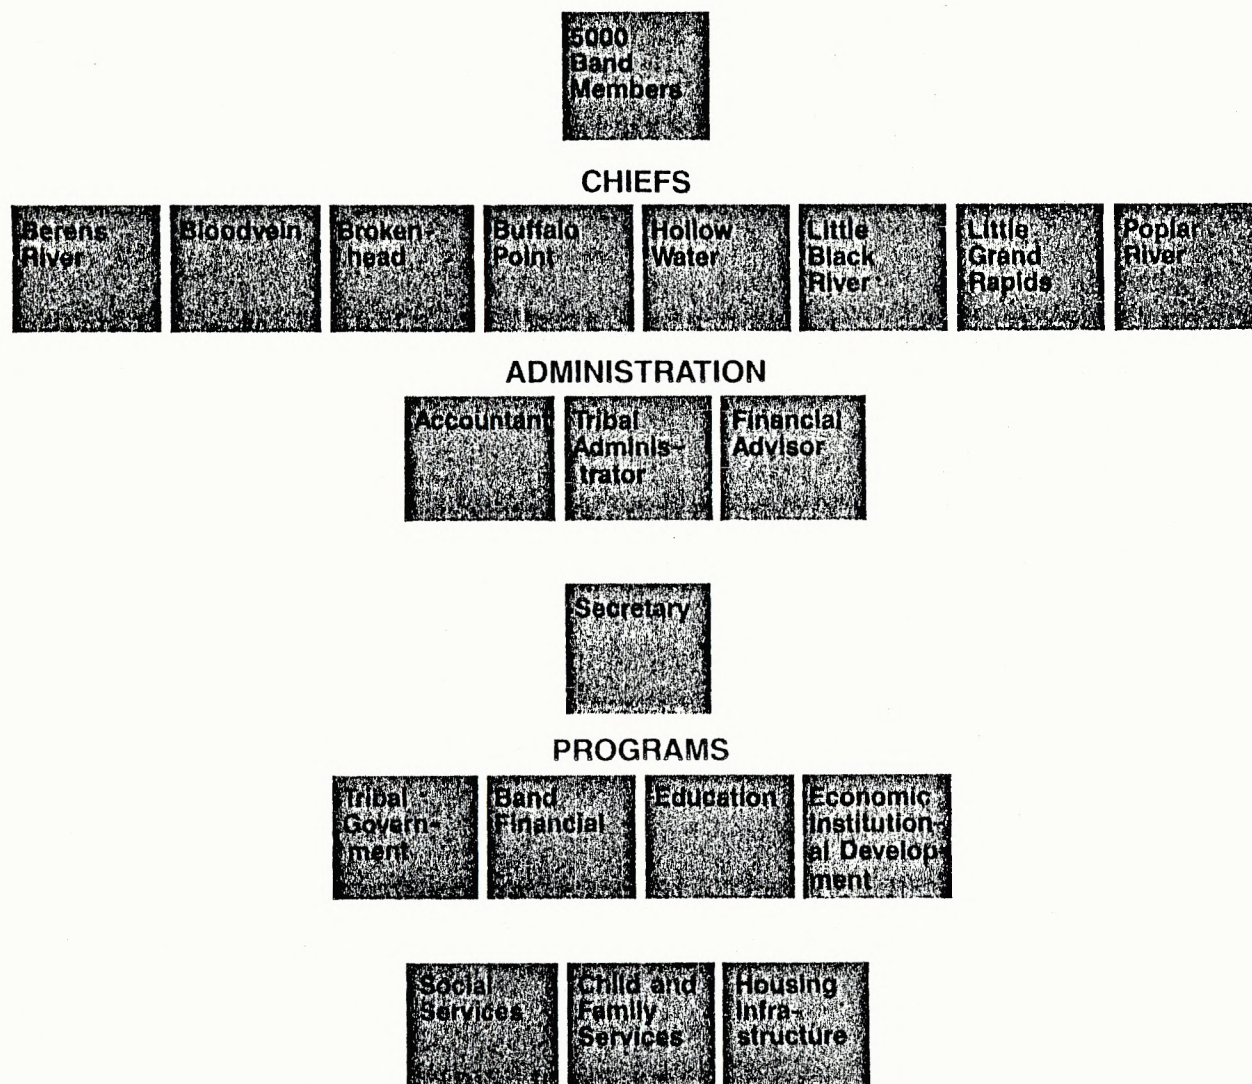 5000
Band
Members
CHIEFS
Berens
River
Bloodvein
Broken-
head
Buffalo
Point
Hollow
Water
Little
Black
River
Little
Grand
Rapids
Poplar
River
ADMINISTRATION
Accountant
Tribal
Adminis-
trator
Financial
Advisor
Secretary
PROGRAMS
Tribal
Govern-
ment
Band
Financial
Education
Economic
Institution-
al Develop-
ment
Social
Services
Child and
Family
Services
Housing
Infra-
structure